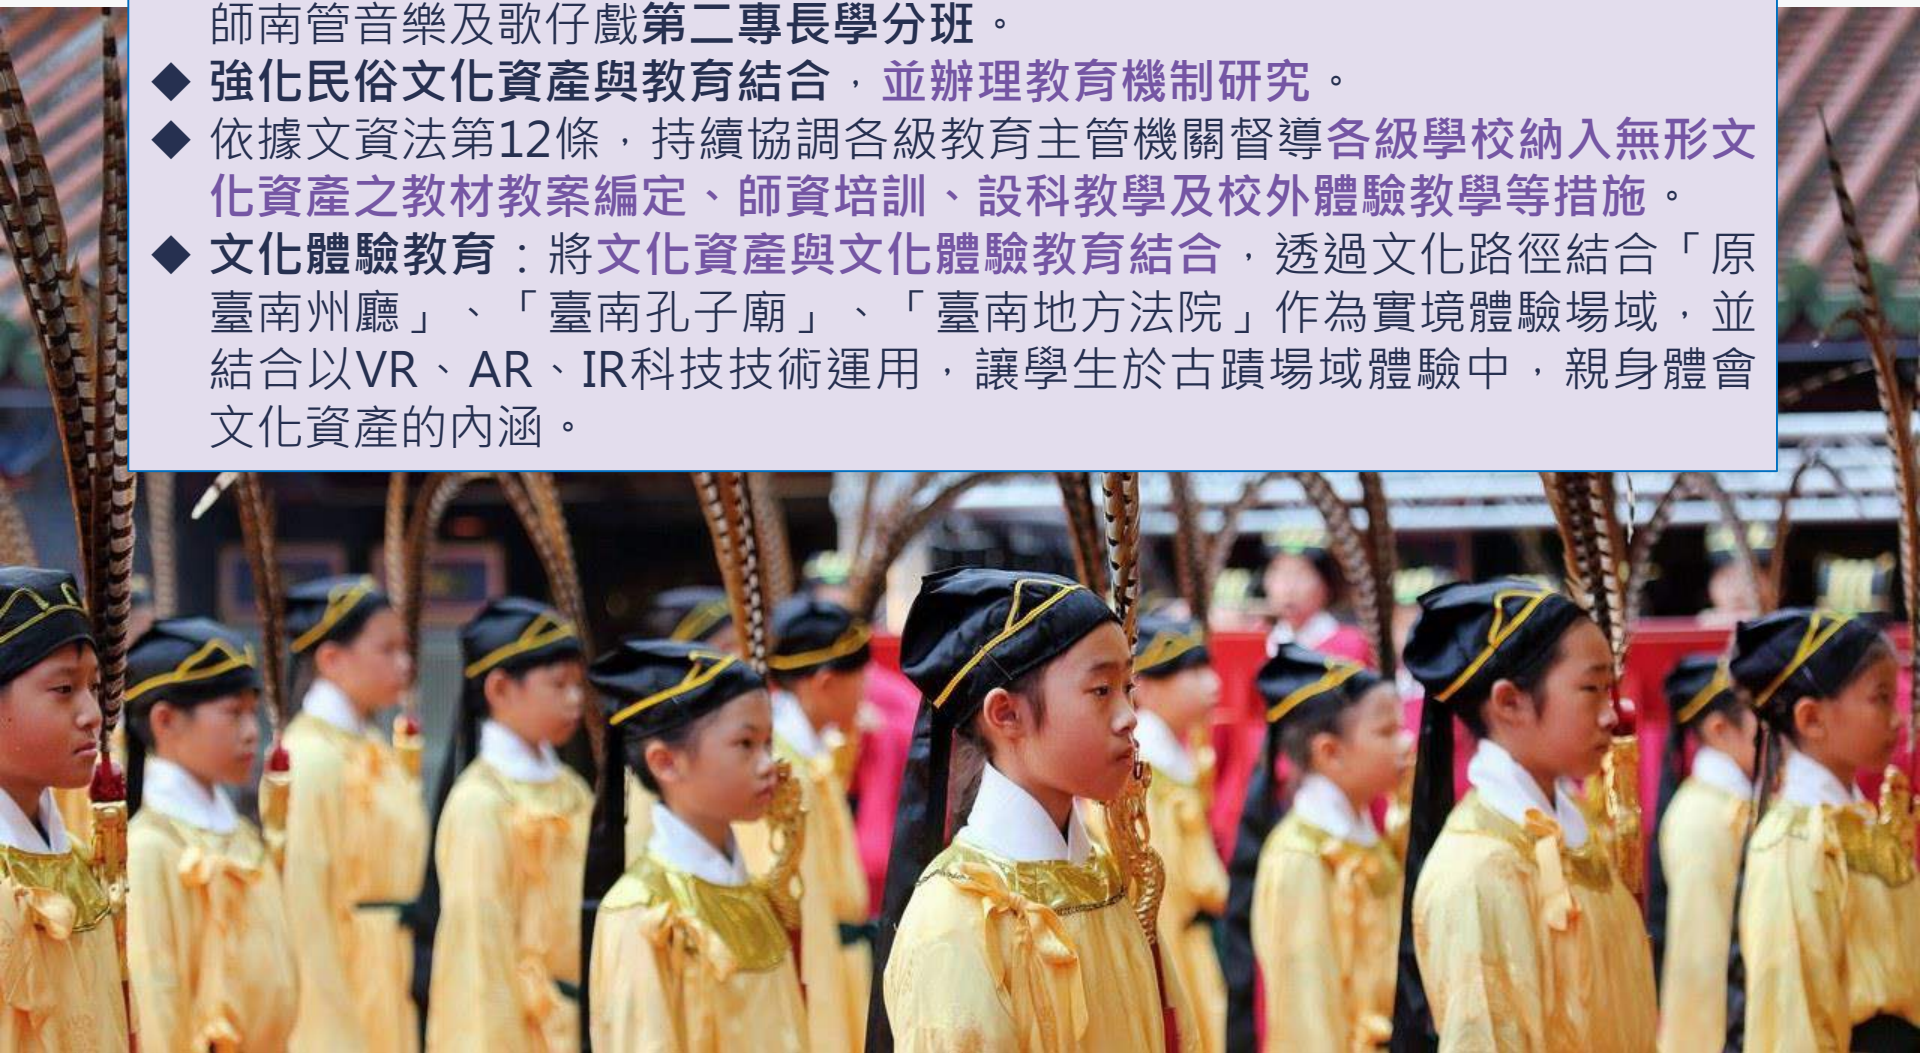 師南管音樂及歌仔戲第二專長學分班。
◆ 強化民俗文化資產與教育結合，並辦理教育機制研究。
◆ 依據文資法第12條，持續協調各級教育主管機關督導各級學校納入無形文
化資產之教材教案編定、師資培訓、設科教學及校外體驗教學等措施。
◆ 文化體驗教育：將文化資產與文化體驗教育結合，透過文化路徑結合「原
臺南州廳」、「臺南孔子廟」、「臺南地方法院」作為實境體驗場域，並
結合以VR、AR、IR科技技術運用，讓學生於古蹟場域體驗中，親身體會
文化資產的內涵。